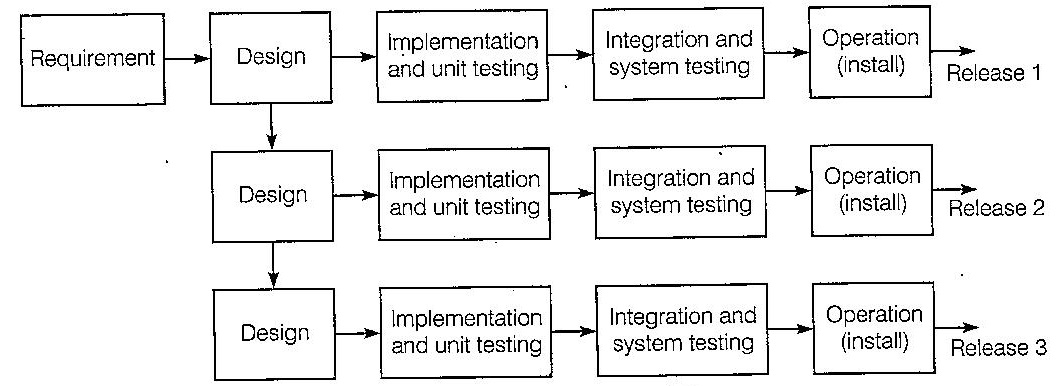 Requirement
Design
Implementation
and unit testing
Integration and
system testing
Operation
(install)
Release 1
Design
Implementation
and unit testing
Integration and
system testing
Operation
(install)
Release 2
Design
Implementation
and unit testing
Integration and
system testing
Operation
(install)
Release 3